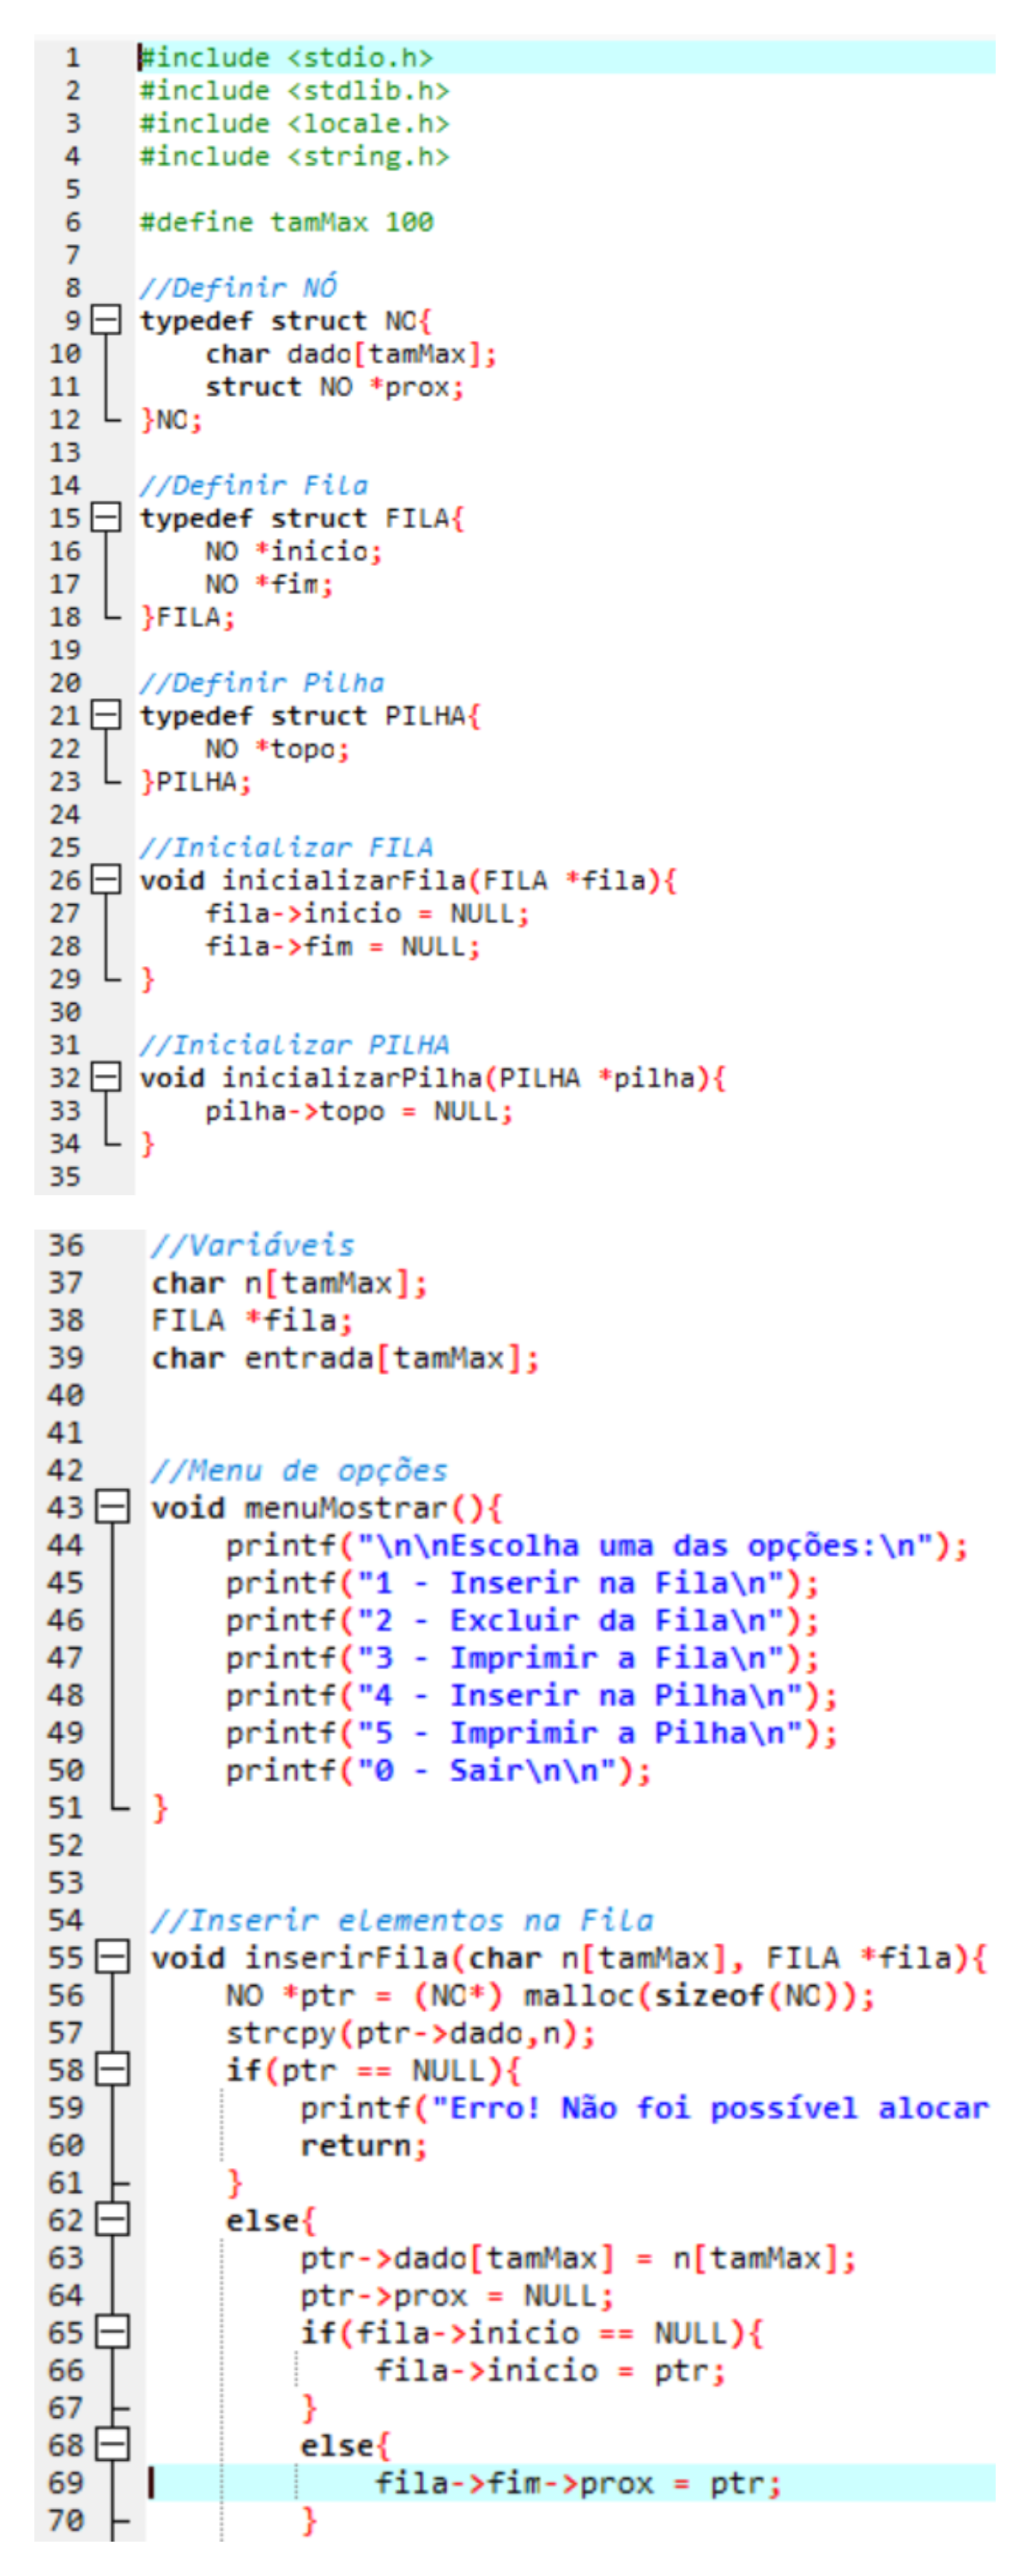 1 #include <stdio.h>
2 #include <stdlib.h>
3 #include <locale.h>
4 #include <string.h>
5
6 #define tamMax 100
7
8 //Definir NÓ
9 typedef struct NO{
10 char dado[tamMax];
11 struct NO *prox;
12 }NO;
13
14 //Definir Fila
15 typedef struct FILA{
16 NO *inicio;
17 NO *fim;
18 }FILA;
19
20 //Definir Pilha
21 typedef struct PILHA{
22 NO *topo;
23 }PILHA;
24
25 //Inicializar FILA
26 void inicializarFila(FILA *fila){
27 fila->inicio = NULL;
28 fila->fim = NULL;
29 }
30
31 //Inicializar PILHA
32 void inicializarPilha(PILHA *pilha){
33 pilha->topo = NULL;
34 }
35
36 //Variáveis
37 char n[tamMax];
38 FILA *fila;
39 char entrada[tamMax];
40
41
42 //Menu de opções
43 void menuMostrar(){
44 printf("\n\nEscolha uma das opções:\n");
45 printf("1 - Inserir na Fila\n");
46 printf("2 - Excluir da Fila\n");
47 printf("3 - Imprimir a Fila\n");
48 printf("4 - Inserir na Pilha\n");
49 printf("5 - Imprimir a Pilha\n");
50 printf("0 - Sair\n\n");
51 }
52
53
54 //Inserir elementos na Fila
55 void inserirFila(char n[tamMax], FILA *fila){
56 NO *ptr = (NO*) malloc(sizeof(NO));
57 strcpy(ptr->dado,n);
58 if(ptr == NULL){
59 printf("Erro! Não foi possível alocar
60 return;
61 }
62 else{
63 ptr->dado[tamMax] = n[tamMax];
64 ptr->prox = NULL;
65 if(fila->inicio == NULL){
66 fila->inicio = ptr;
67 }
68 else{
69 fila->fim->prox = ptr;
70 }